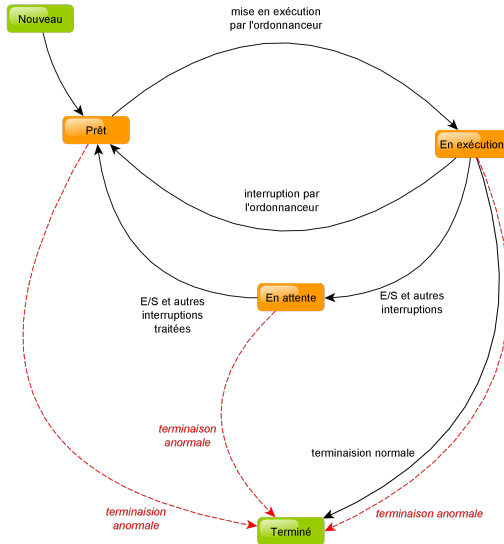 Nouveau
mise en exécution
par l'ordonnanceur
Prêt
En exécution
interruption par
l'ordonnanceur
E/S et autres
interruptions
traitées
En attente
E/S et autres
interruptions
terminaison
anormale
terminaision normale
terminaison
anormale
terminaison anormale
Terminé